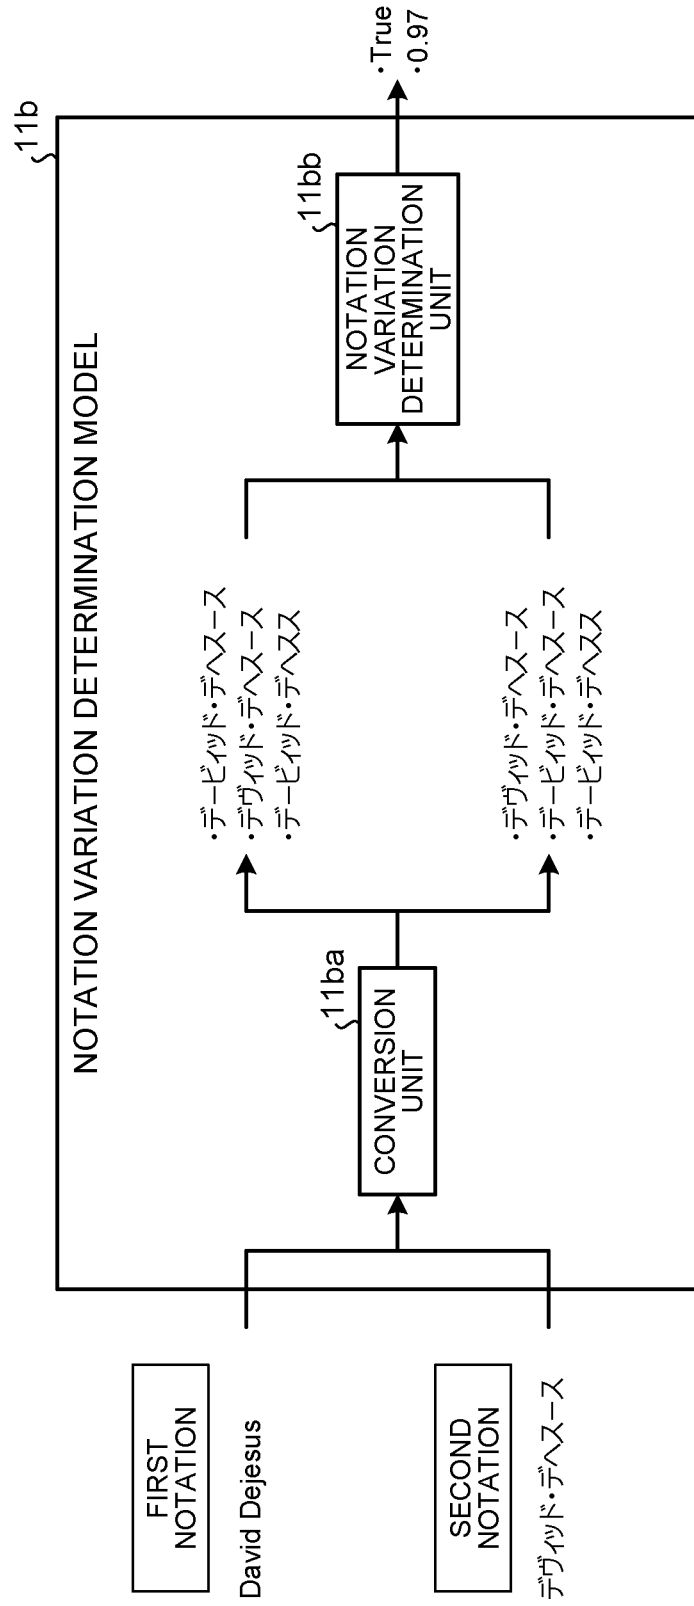 11b
NOTATION VARIATION DETERMINATION MODEL
FIRST
NOTATION
David Dejesus
SECOND
NOTATION
デヴィッド・デヘスース
11ba
CONVERSION
UNIT
・デービィッド・デヘスース
・デヴィッド・デヘスース
・デービィッド・デヘスス
・デヴィッド・デヘスース
・デービィッド・デヘスース
・デービィッド・デヘスス
11bb
NOTATION
VARIATION
DETERMINATION
UNIT
・True
・0.97